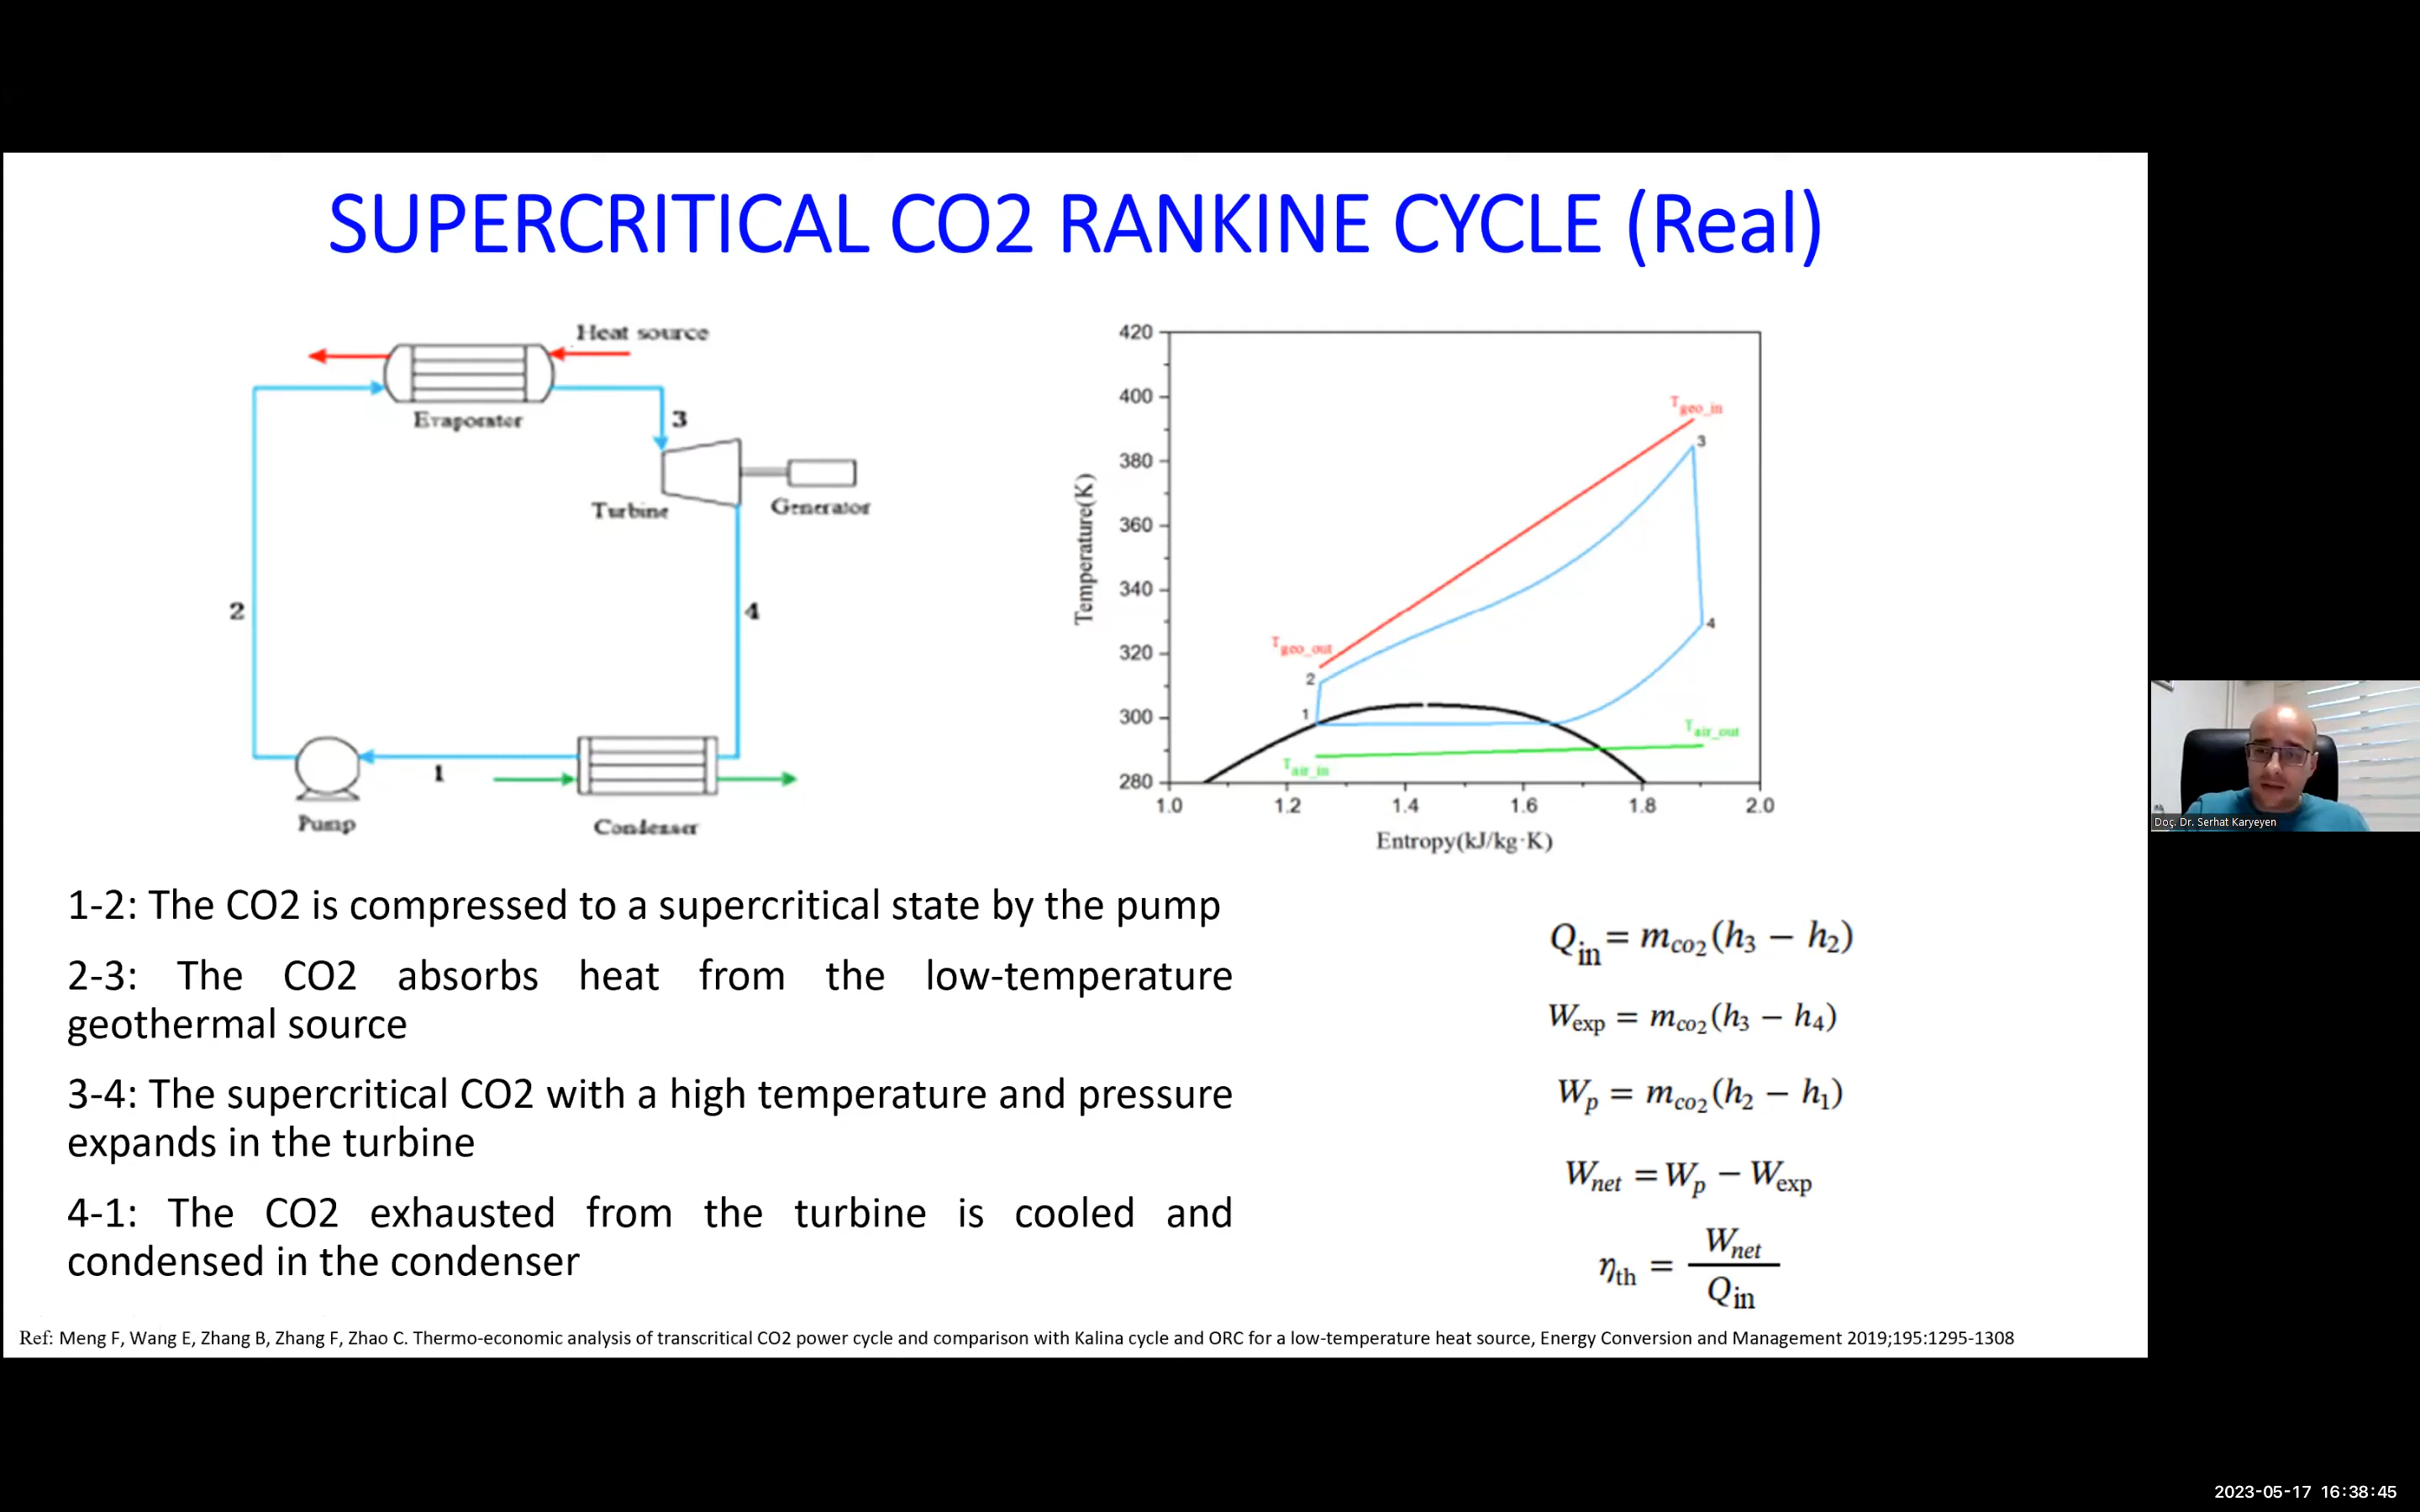 SUPERCRITICAL CO2 RANKINE CYCLE (Real)
Heat source
Evaporator
3
Turbine
Generator
2
4
1
Pump
Condenser
420
400
380
360
340
320
300
280
Temperature(K)
1.0 1.2 1.4 1.6 1.8 2.0
Entropy(kJ/kg·K)
T geo_in
3
T geo_out
2
4
1
T air_out
T air_in
1-2: The CO2 is compressed to a supercritical state by the pump
2-3: The CO2 absorbs heat from the low-temperature
geothermal source
3-4: The supercritical CO2 with a high temperature and pressure
expands in the turbine
4-1: The CO2 exhausted from the turbine is cooled and
condensed in the condenser
Q_in = m_co2 (h_3 − h_2)
W_exp = m_co2 (h_3 − h_4)
W_p = m_co2 (h_2 − h_1)
W_net = W_p − W_exp
η_th = W_net / Q_in
Ref: Meng F, Wang E, Zhang B, Zhang F, Zhao C. Thermo-economic analysis of transcritical CO2 power cycle and comparison with Kalina cycle and ORC for a low-temperature heat source, Energy Conversion and Management 2019;195:1295-1308
Doç. Dr. Serhat Karyeyen
2023-05-17 16:38:45